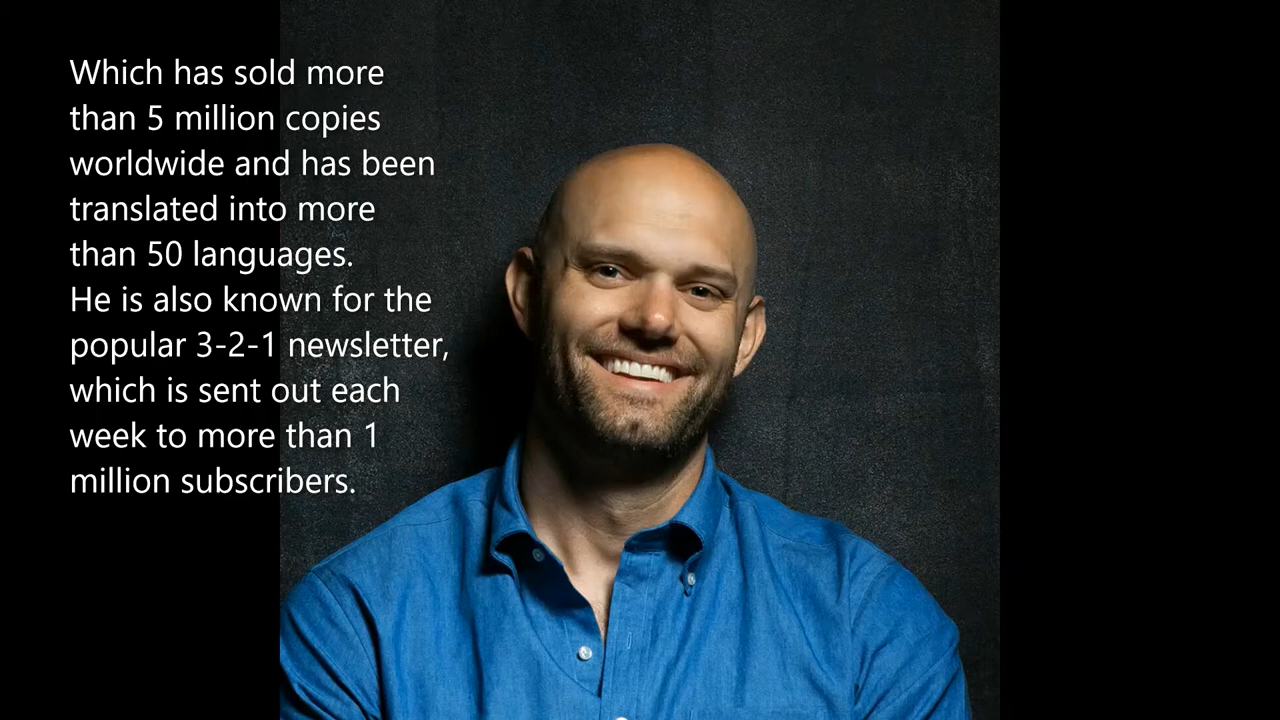 Which has sold more
than 5 million copies
worldwide and has been
translated into more
than 50 languages.
He is also known for the
popular 3-2-1 newsletter,
which is sent out each
week to more than 1
million subscribers.